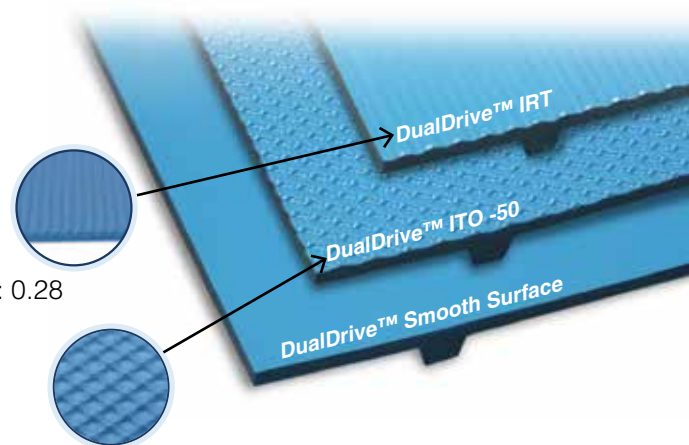 DualDrive™ IRT
DualDrive™ ITO -50
: 0.28
DualDrive™ Smooth Surface